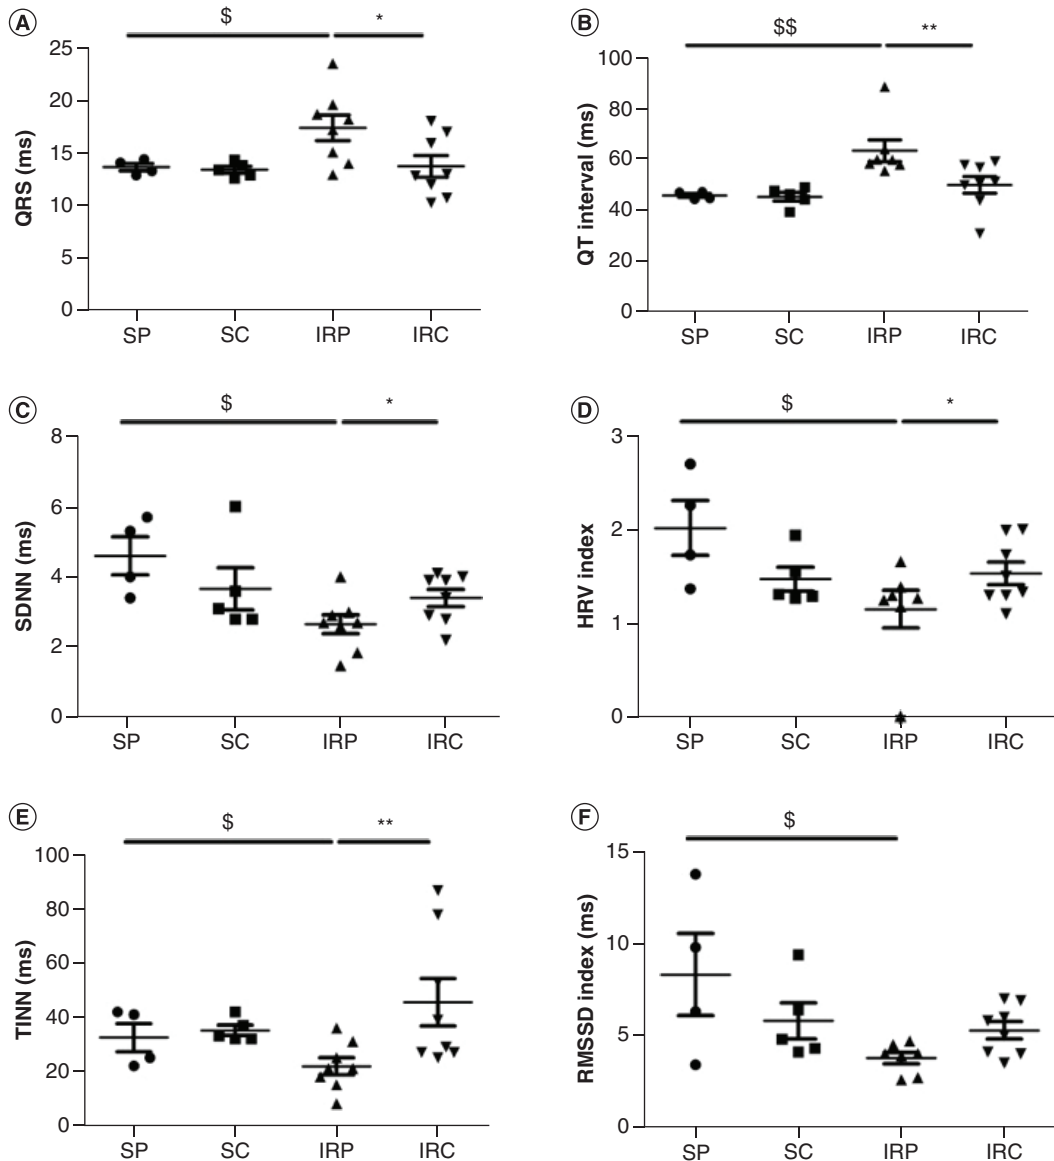 A
$
*
QRS (ms)
25
20
15
10
5
0
SP SC IRP IRC
B
$$
**
QT interval (ms)
100
80
60
40
20
0
SP SC IRP IRC
C
$
*
SDNN (ms)
8
6
4
2
0
SP SC IRP IRC
D
$
*
HRV index
3
2
1
0
SP SC IRP IRC
E
$
**
TINN (ms)
100
80
60
40
20
0
SP SC IRP IRC
F
$
RMSSD index (ms)
15
10
5
0
SP SC IRP IRC